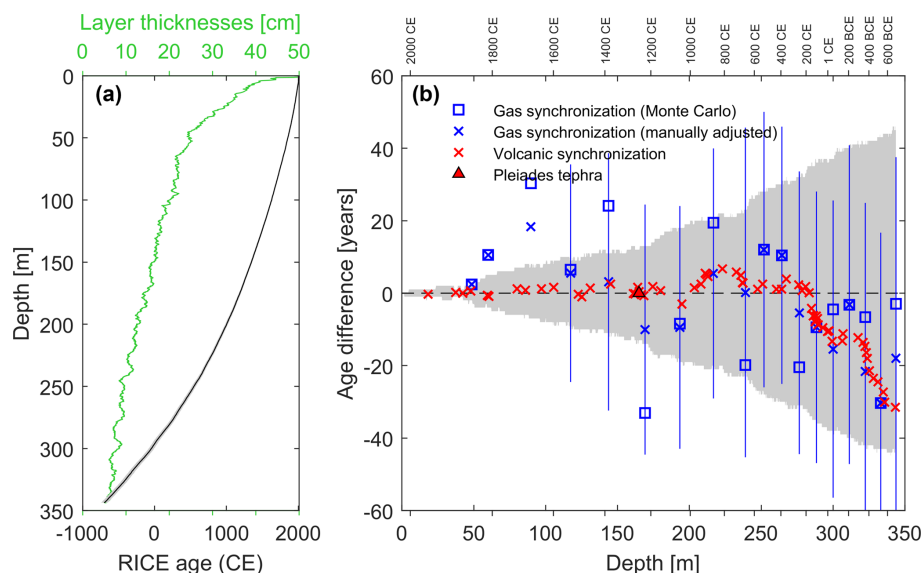 Layer thicknesses [cm]
0 10 20 30 40 50
(a)
Depth [m]
0
50
100
150
200
250
300
350
-1000 0 1000 2000
RICE age (CE)
2000 CE 1800 CE 1600 CE 1400 CE 1200 CE 1000 CE 800 CE 600 CE 400 CE 200 CE 1 CE 200 BCE 400 BCE 600 BCE
(b)
Gas synchronization (Monte Carlo)
Gas synchronization (manually adjusted)
Volcanic synchronization
Pleiades tephra
Age difference [years]
60
40
20
0
-20
-40
-60
0 50 100 150 200 250 300 350
Depth [m]